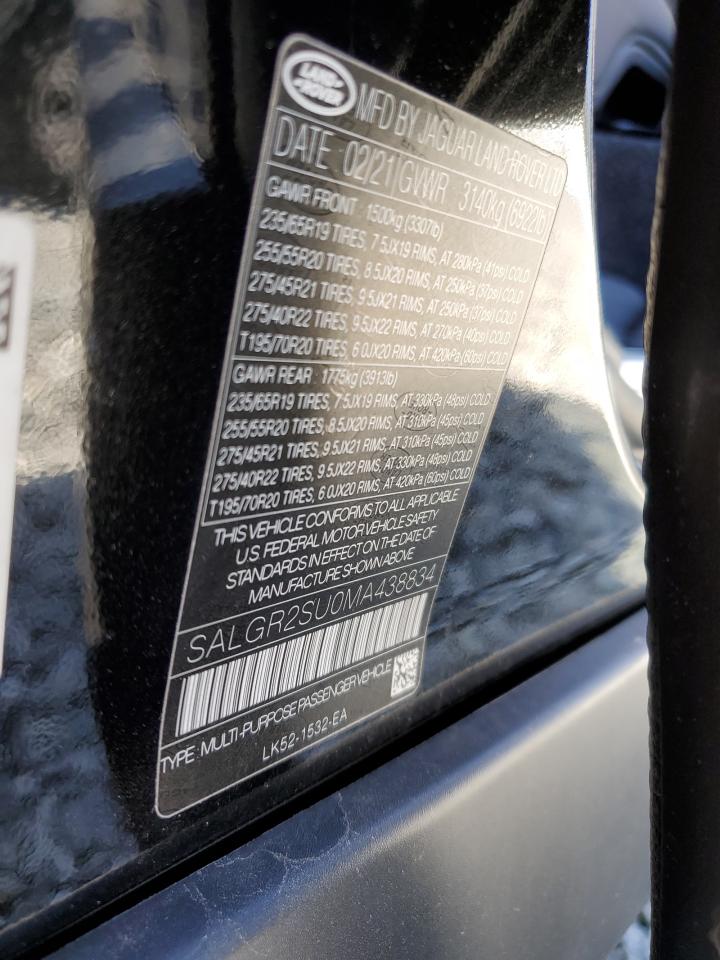 LAND ROVER
MFD BY JAGUAR LAND-ROVER LTD
DATE 02/21 GVWR 3140kg (6922lb)
GAWR FRONT 1500kg (3307lb)
235/65R19 TIRES, 7.5JX19 RIMS, AT 280kPa (41psi) COLD
255/55R20 TIRES, 8.5JX20 RIMS, AT 250kPa (37psi) COLD
275/45R21 TIRES, 9.5JX21 RIMS, AT 250kPa (37psi) COLD
275/40R22 TIRES, 9.5JX22 RIMS, AT 270kPa (40psi) COLD
T195/70R20 TIRES, 6.0JX20 RIMS, AT 420kPa (60psi) COLD
GAWR REAR: 1775kg (3913lb)
235/65R19 TIRES, 7.5JX19 RIMS, AT 330kPa (48psi) COLD
255/55R20 TIRES, 8.5JX20 RIMS, AT 310kPa (45psi) COLD
275/45R21 TIRES, 9.5JX21 RIMS, AT 310kPa (45psi) COLD
275/40R22 TIRES, 9.5JX22 RIMS, AT 330kPa (48psi) COLD
T195/70R20 TIRES, 6.0JX20 RIMS, AT 420kPa (60psi) COLD
THIS VEHICLE CONFORMS TO ALL APPLICABLE
U.S. FEDERAL MOTOR VEHICLE SAFETY
STANDARDS IN EFFECT ON THE DATE OF
MANUFACTURE SHOWN ABOVE
SALGR2SU0MA438834
TYPE: MULTI-PURPOSE PASSENGER VEHICLE
LK52-1532-EA